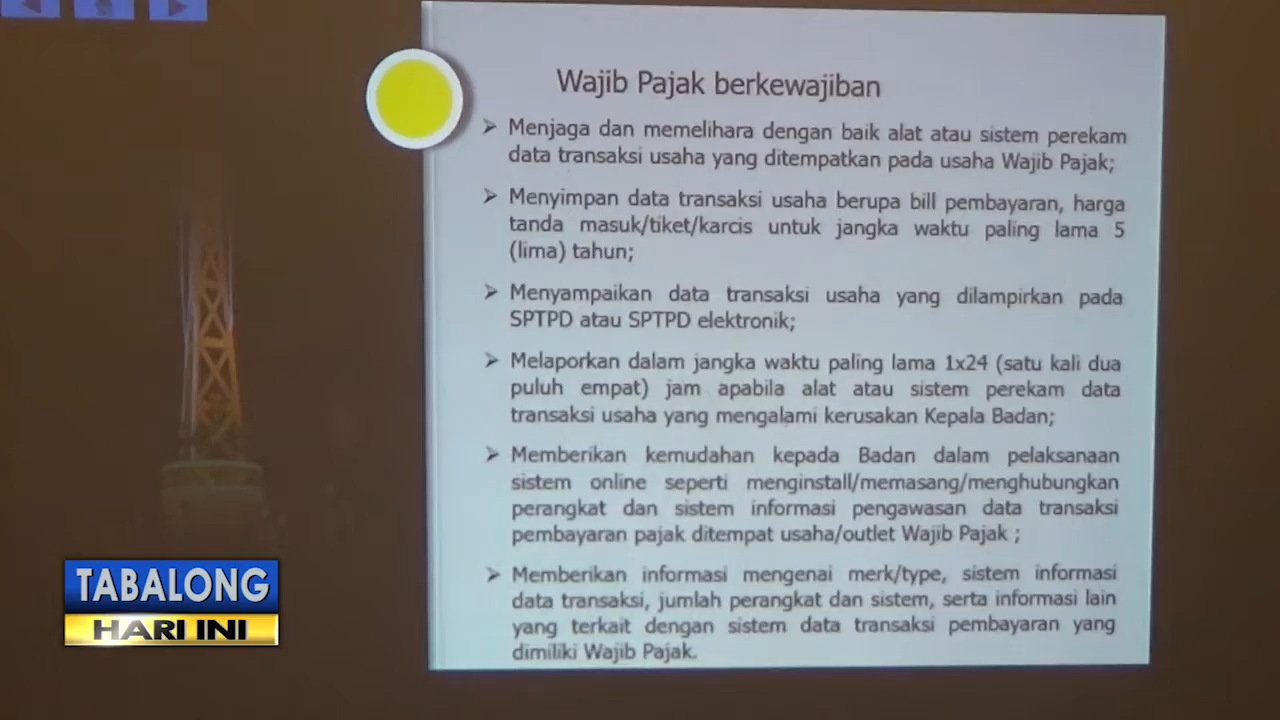 Wajib Pajak berkewajiban
➢ Menjaga dan memelihara dengan baik alat atau sistem perekam
data transaksi usaha yang ditempatkan pada usaha Wajib Pajak;
➢ Menyimpan data transaksi usaha berupa bill pembayaran, harga
tanda masuk/tiket/karcis untuk jangka waktu paling lama 5
(lima) tahun;
➢ Menyampaikan data transaksi usaha yang dilampirkan pada
SPTPD atau SPTPD elektronik;
➢ Melaporkan dalam jangka waktu paling lama 1x24 (satu kali dua
puluh empat) jam apabila alat atau sistem perekam data
transaksi usaha yang mengalami kerusakan Kepala Badan;
➢ Memberikan kemudahan kepada Badan dalam pelaksanaan
sistem online seperti menginstall/memasang/menghubungkan
perangkat dan sistem informasi pengawasan data transaksi
pembayaran pajak ditempat usaha/outlet Wajib Pajak ;
➢ Memberikan informasi mengenai merk/type, sistem informasi
data transaksi, jumlah perangkat dan sistem, serta informasi lain
yang terkait dengan sistem data transaksi pembayaran yang
dimiliki Wajib Pajak.
TABALONG
HARI INI